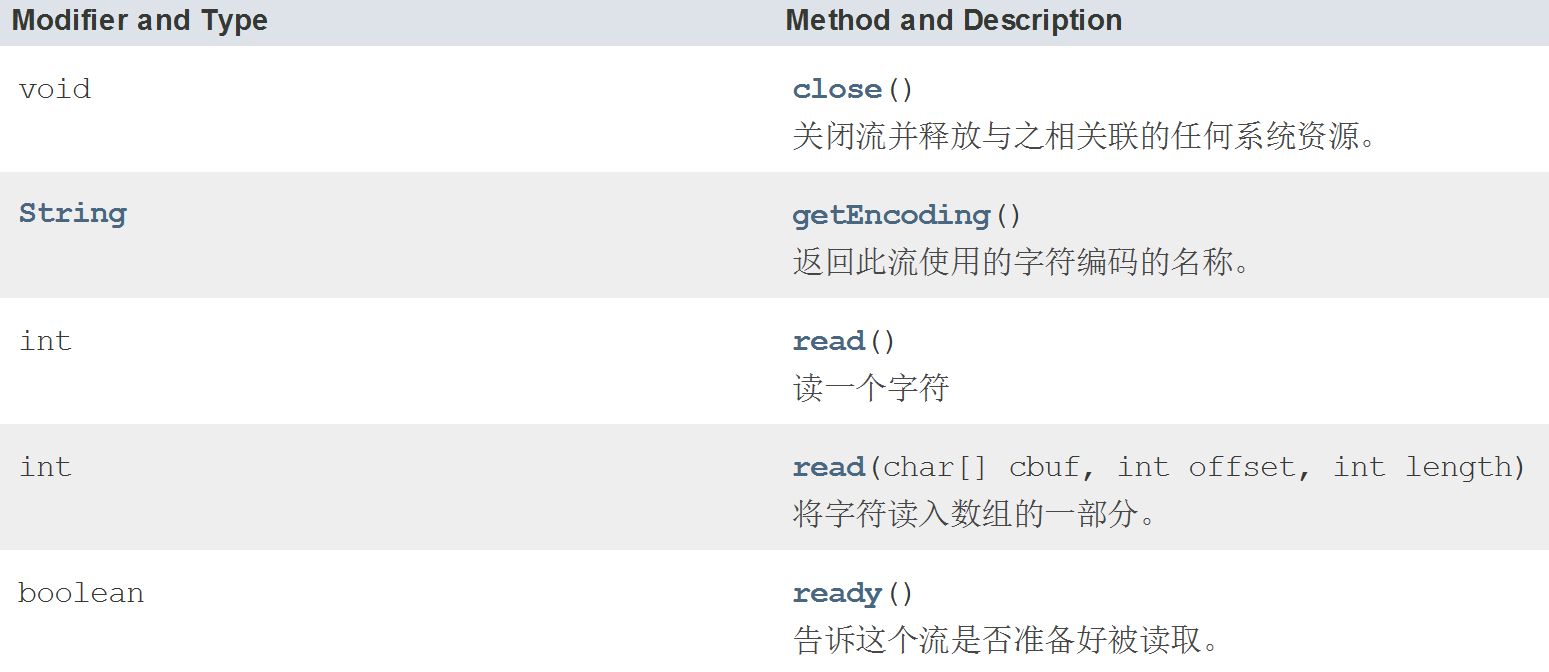 Modifier and Type Method and Description
void close()
关闭流并释放与之相关联的任何系统资源。
String getEncoding()
返回此流使用的字符编码的名称。
int read()
读一个字符
int read(char[] cbuf, int offset, int length)
将字符读入数组的一部分。
boolean ready()
告诉这个流是否准备好被读取。